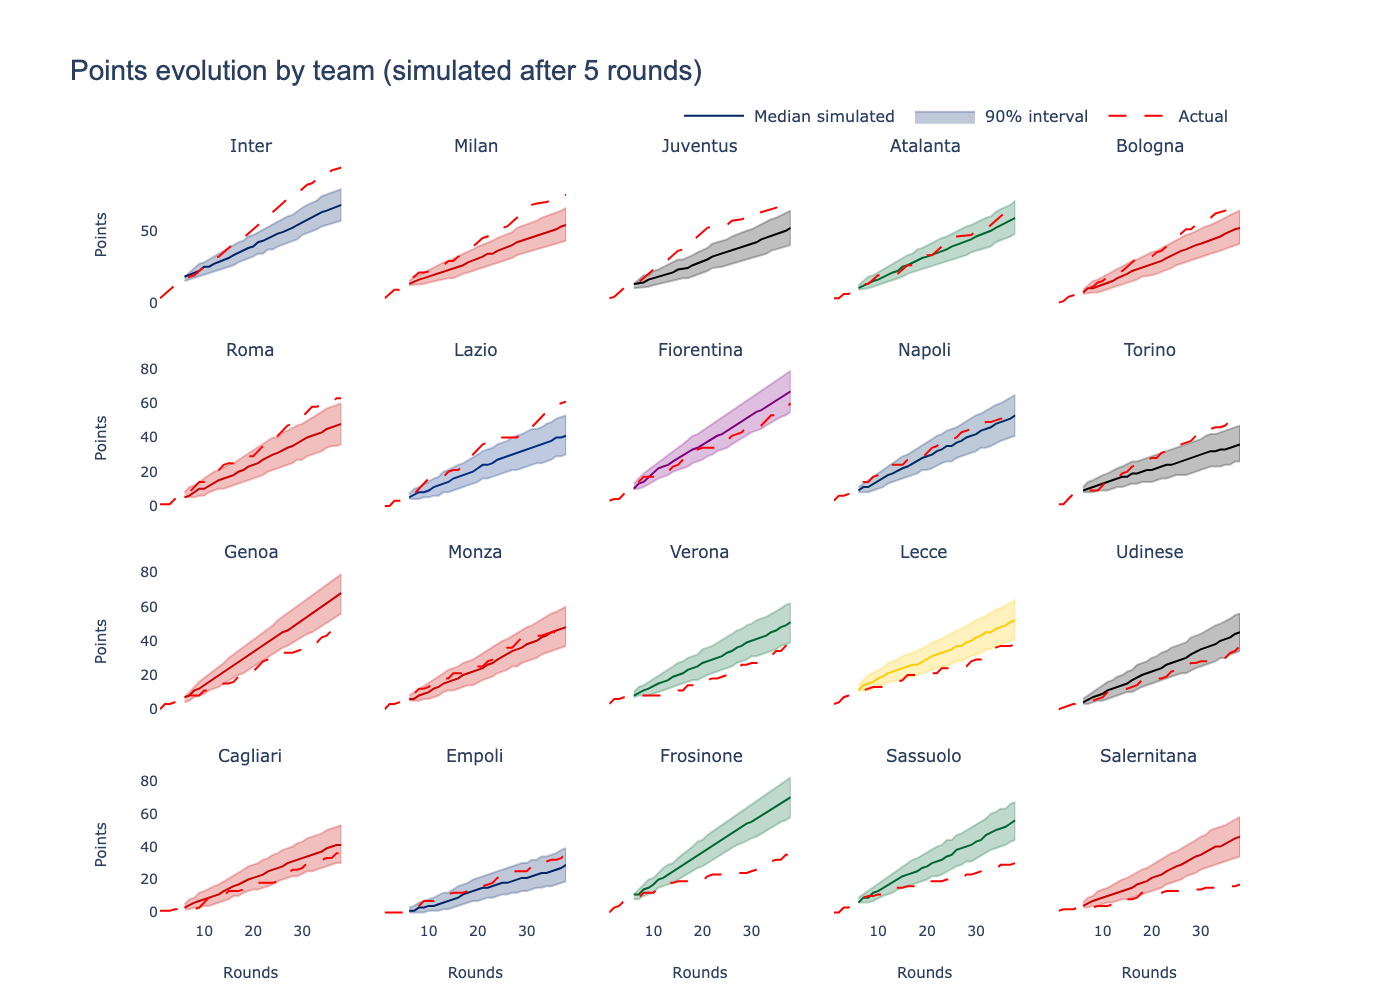 Points evolution by team (simulated after 5 rounds)
Median simulated 90% interval Actual
Inter Milan Juventus Atalanta Bologna
Points
50
0
Roma Lazio Fiorentina Napoli Torino
80
60
Points
40
20
0
Genoa Monza Verona Lecce Udinese
80
60
Points
40
20
0
Cagliari Empoli Frosinone Sassuolo Salernitana
80
60
Points
40
20
0
10 20 30 10 20 30 10 20 30 10 20 30 10 20 30
Rounds Rounds Rounds Rounds Rounds